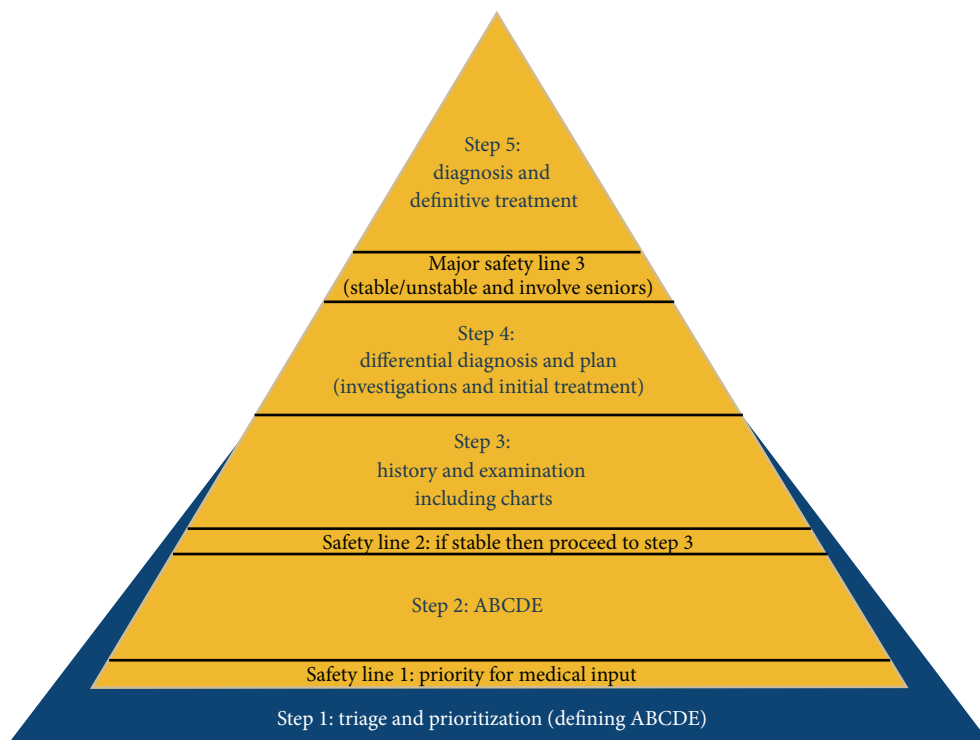 Step 5:
diagnosis and
definitive treatment
Major safety line 3
(stable/unstable and involve seniors)
Step 4:
differential diagnosis and plan
(investigations and initial treatment)
Step 3:
history and examination
including charts
Safety line 2: if stable then proceed to step 3
Step 2: ABCDE
Safety line 1: priority for medical input
Step 1: triage and prioritization (defining ABCDE)